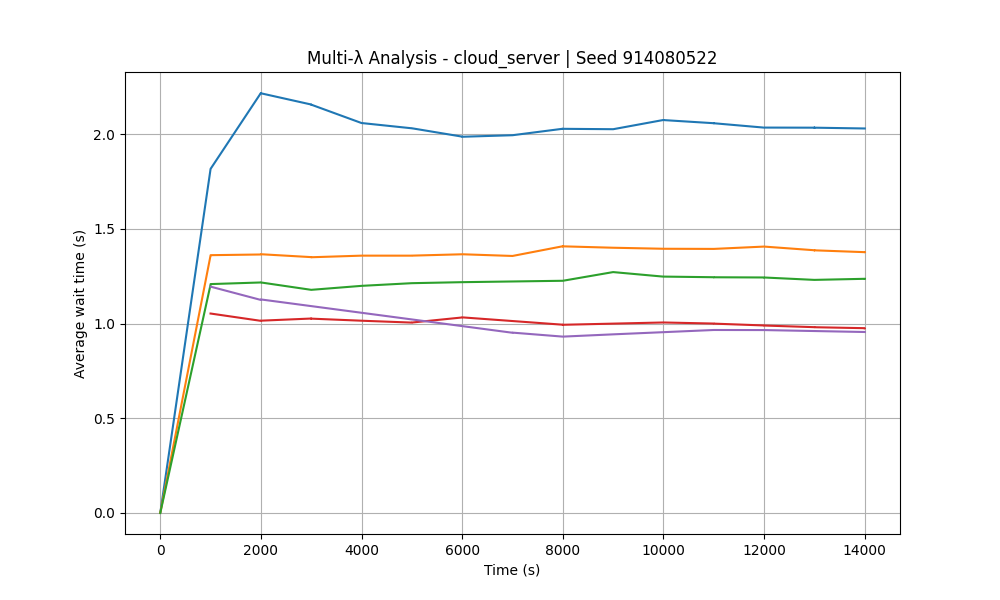 Multi-λ Analysis - cloud_server | Seed 914080522
Average wait time (s)
2.0
1.5
1.0
0.5
0.0
0 2000 4000 6000 8000 10000 12000 14000
Time (s)